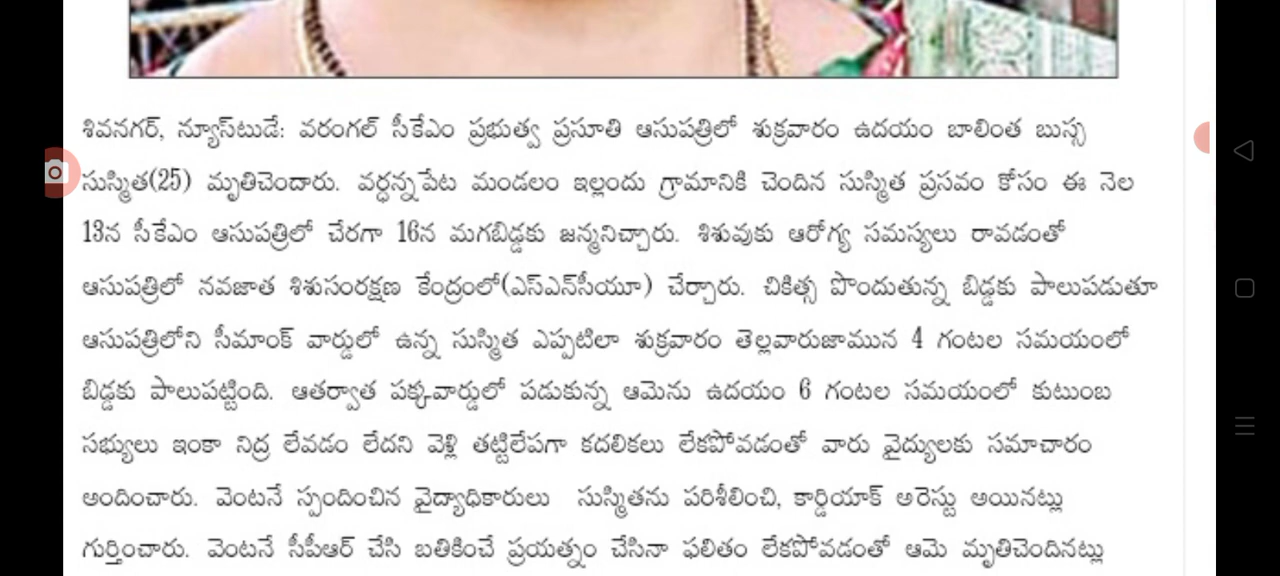 శివనగర్, న్యూస్‌టుడే: వరంగల్ సీకేఎం ప్రభుత్వ ప్రసూతి ఆసుపత్రిలో శుక్రవారం ఉదయం బాలింత బుస్స
సుస్మిత(25) మృతిచెందారు. వర్ధన్నపేట మండలం ఇల్లందు గ్రామానికి చెందిన సుస్మిత ప్రసవం కోసం ఈ నెల
13న సీకేఎం ఆసుపత్రిలో చేరగా 16న మగబిడ్డకు జన్మనిచ్చారు. శిశువుకు ఆరోగ్య సమస్యలు రావడంతో
ఆసుపత్రిలో నవజాత శిశుసంరక్షణ కేంద్రంలో(ఎస్ఎన్‌సీయూ) చేర్చారు. చికిత్స పొందుతున్న బిడ్డకు పాలుపడుతూ
ఆసుపత్రిలోని సీమాంక్ వార్డులో ఉన్న సుస్మిత ఎప్పటిలా శుక్రవారం తెల్లవారుజామున 4 గంటల సమయంలో
బిడ్డకు పాలుపట్టింది. ఆతర్వాత పక్కవార్డులో పడుకున్న ఆమెను ఉదయం 6 గంటల సమయంలో కుటుంబ
సభ్యులు ఇంకా నిద్ర లేవడం లేదని వెళ్లి తట్టిలేపగా కదలికలు లేకపోవడంతో వారు వైద్యులకు సమాచారం
అందించారు. వెంటనే స్పందించిన వైద్యాధికారులు సుస్మితను పరిశీలించి, కార్డియాక్ అరెస్టు అయినట్లు
గుర్తించారు. వెంటనే సీపీఆర్ చేసి బతికించే ప్రయత్నం చేసినా ఫలితం లేకపోవడంతో ఆమె మృతిచెందినట్లు